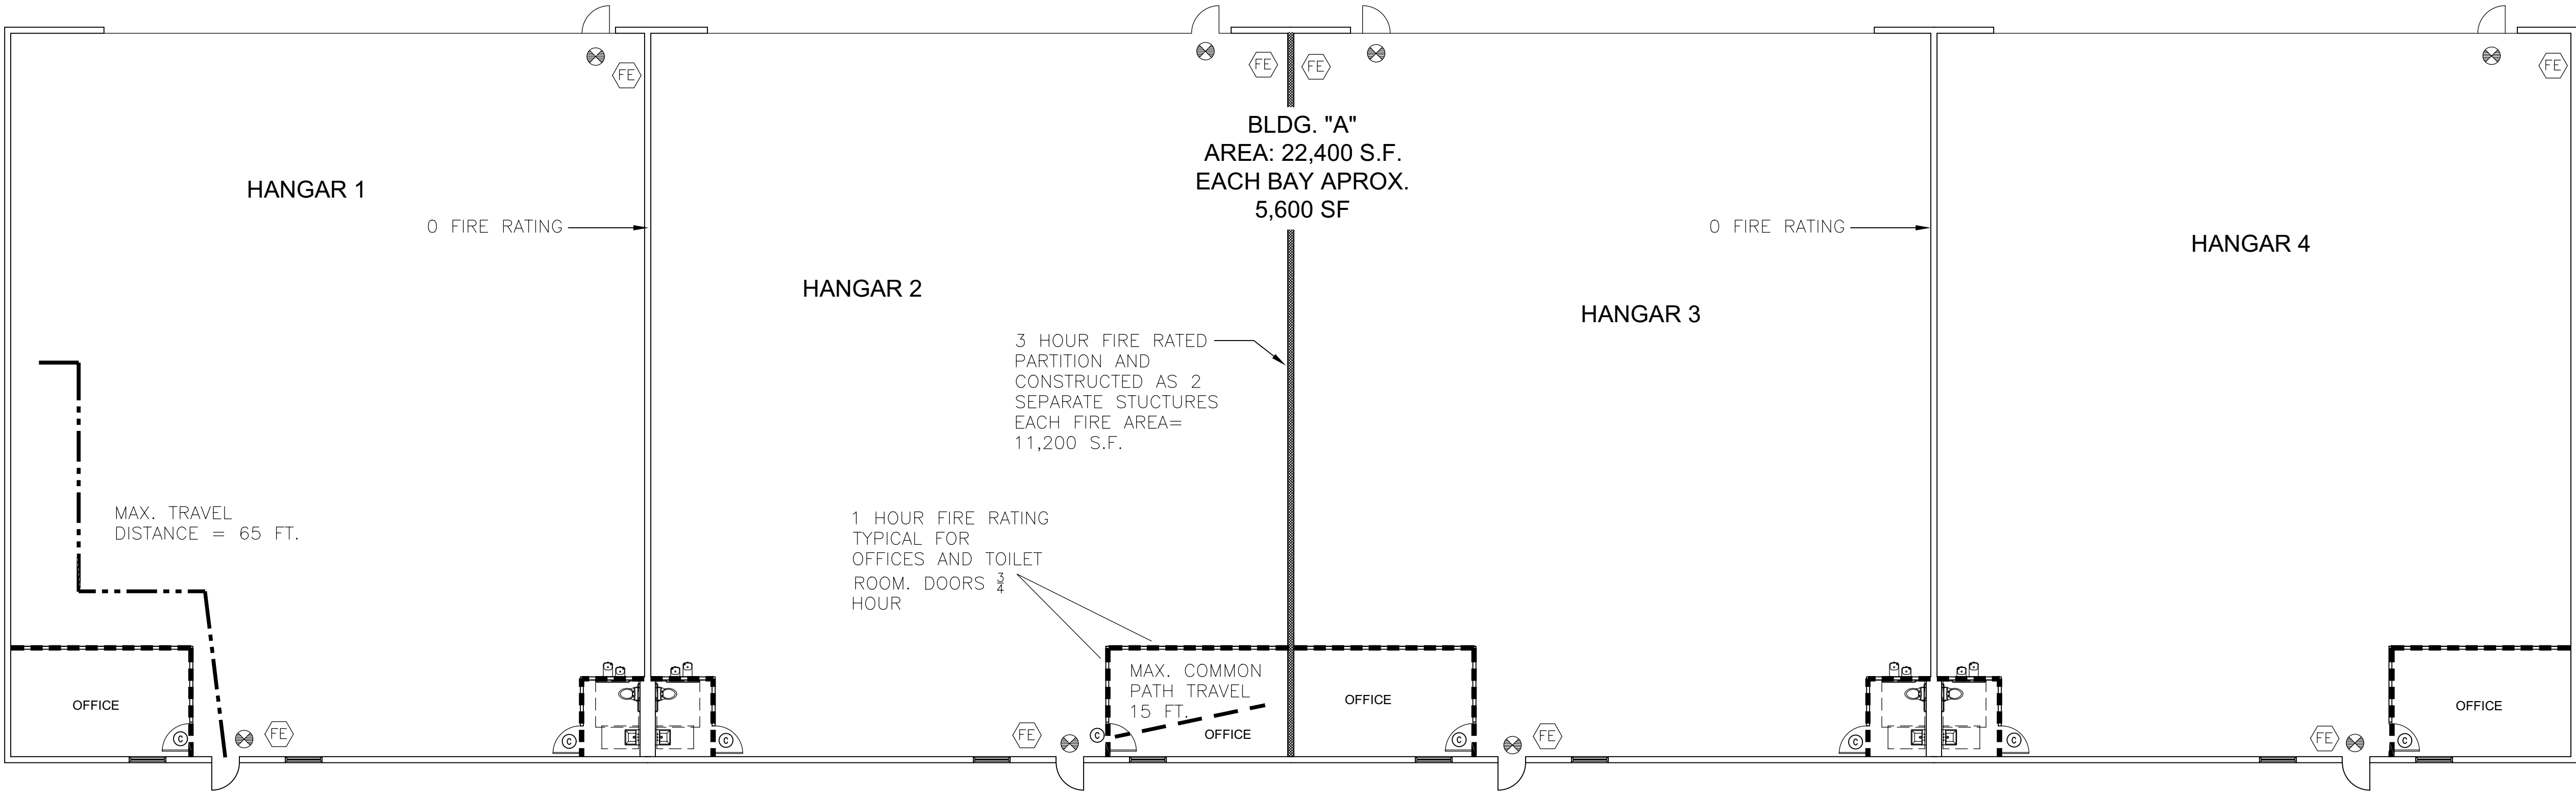 FE
FE
FE
FE
BLDG. "A"
AREA: 22,400 S.F.
EACH BAY APROX.
5,600 SF
HANGAR 1
0 FIRE RATING
HANGAR 2
0 FIRE RATING
HANGAR 4
HANGAR 3
3 HOUR FIRE RATED
PARTITION AND
CONSTRUCTED AS 2
SEPARATE STUCTURES
EACH FIRE AREA=
11,200 S.F.
MAX. TRAVEL
DISTANCE = 65 FT.
1 HOUR FIRE RATING
TYPICAL FOR
OFFICES AND TOILET
ROOM. DOORS 3/4
HOUR
MAX. COMMON
PATH TRAVEL
15 FT.
OFFICE
OFFICE
OFFICE
OFFICE
C
FE
C
C
FE
C
C
FE
C
C
FE
C